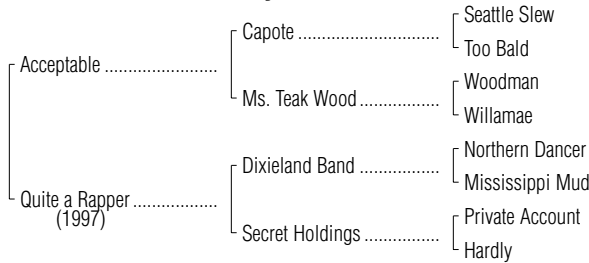 Seattle Slew
Capote ..............................
Too Bald
Acceptable ........................
Woodman
Ms. Teak Wood .................
Willamae
Northern Dancer
Dixieland Band .................
Mississippi Mud
Quite a Rapper ..................
(1997)
Private Account
Secret Holdings ................
Hardly